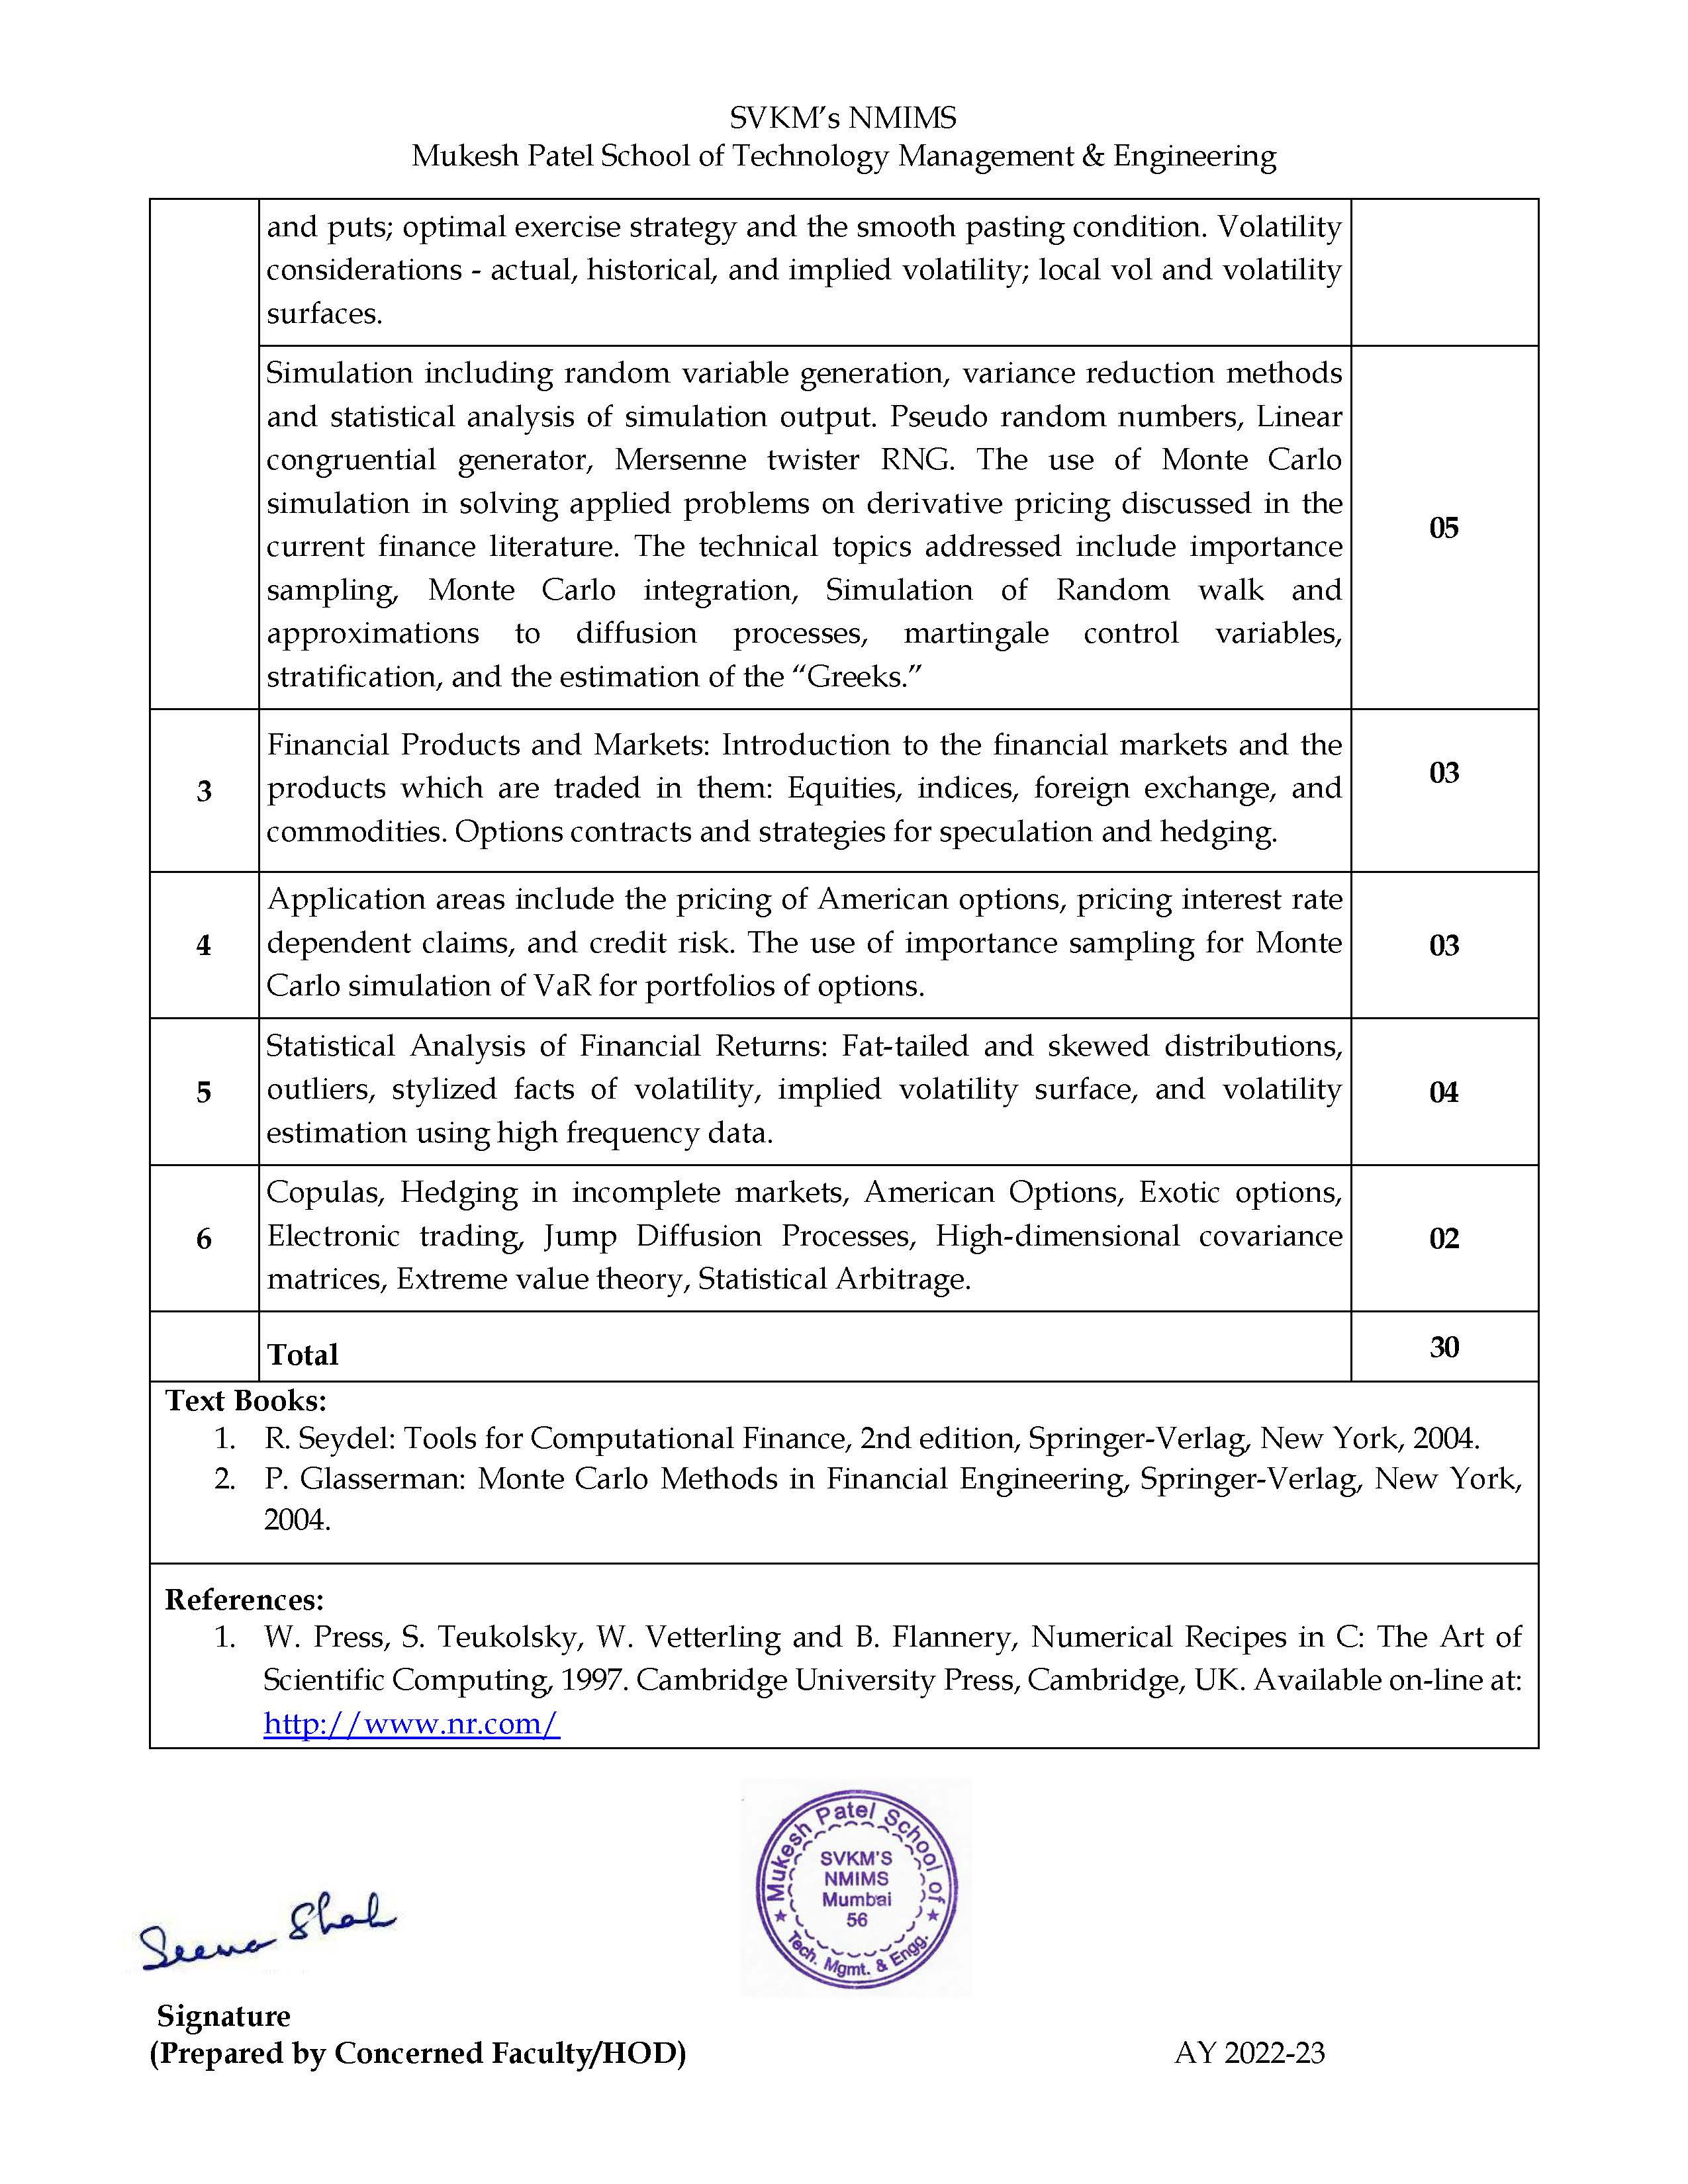 SVKM’s NMIMS
Mukesh Patel School of Technology Management & Engineering
and puts; optimal exercise strategy and the smooth pasting condition. Volatility
considerations - actual, historical, and implied volatility; local vol and volatility
surfaces.
Simulation including random variable generation, variance reduction methods
and statistical analysis of simulation output. Pseudo random numbers, Linear
congruential generator, Mersenne twister RNG. The use of Monte Carlo
simulation in solving applied problems on derivative pricing discussed in the
current finance literature. The technical topics addressed include importance
sampling, Monte Carlo integration, Simulation of Random walk and
approximations to diffusion processes, martingale control variables,
stratification, and the estimation of the “Greeks.”
05
3
Financial Products and Markets: Introduction to the financial markets and the
products which are traded in them: Equities, indices, foreign exchange, and
commodities. Options contracts and strategies for speculation and hedging.
03
4
Application areas include the pricing of American options, pricing interest rate
dependent claims, and credit risk. The use of importance sampling for Monte
Carlo simulation of VaR for portfolios of options.
03
5
Statistical Analysis of Financial Returns: Fat-tailed and skewed distributions,
outliers, stylized facts of volatility, implied volatility surface, and volatility
estimation using high frequency data.
04
6
Copulas, Hedging in incomplete markets, American Options, Exotic options,
Electronic trading, Jump Diffusion Processes, High-dimensional covariance
matrices, Extreme value theory, Statistical Arbitrage.
02
Total
30
Text Books:
1. R. Seydel: Tools for Computational Finance, 2nd edition, Springer-Verlag, New York, 2004.
2. P. Glasserman: Monte Carlo Methods in Financial Engineering, Springer-Verlag, New York,
2004.
References:
1. W. Press, S. Teukolsky, W. Vetterling and B. Flannery, Numerical Recipes in C: The Art of
Scientific Computing, 1997. Cambridge University Press, Cambridge, UK. Available on-line at:
http://www.nr.com/
Mukesh Patel School of
SVKM'S
NMIMS
Mumbai
56
★ Tech. Mgmt. & Engg. ★
Seema Shah
Signature
(Prepared by Concerned Faculty/HOD)
AY 2022-23